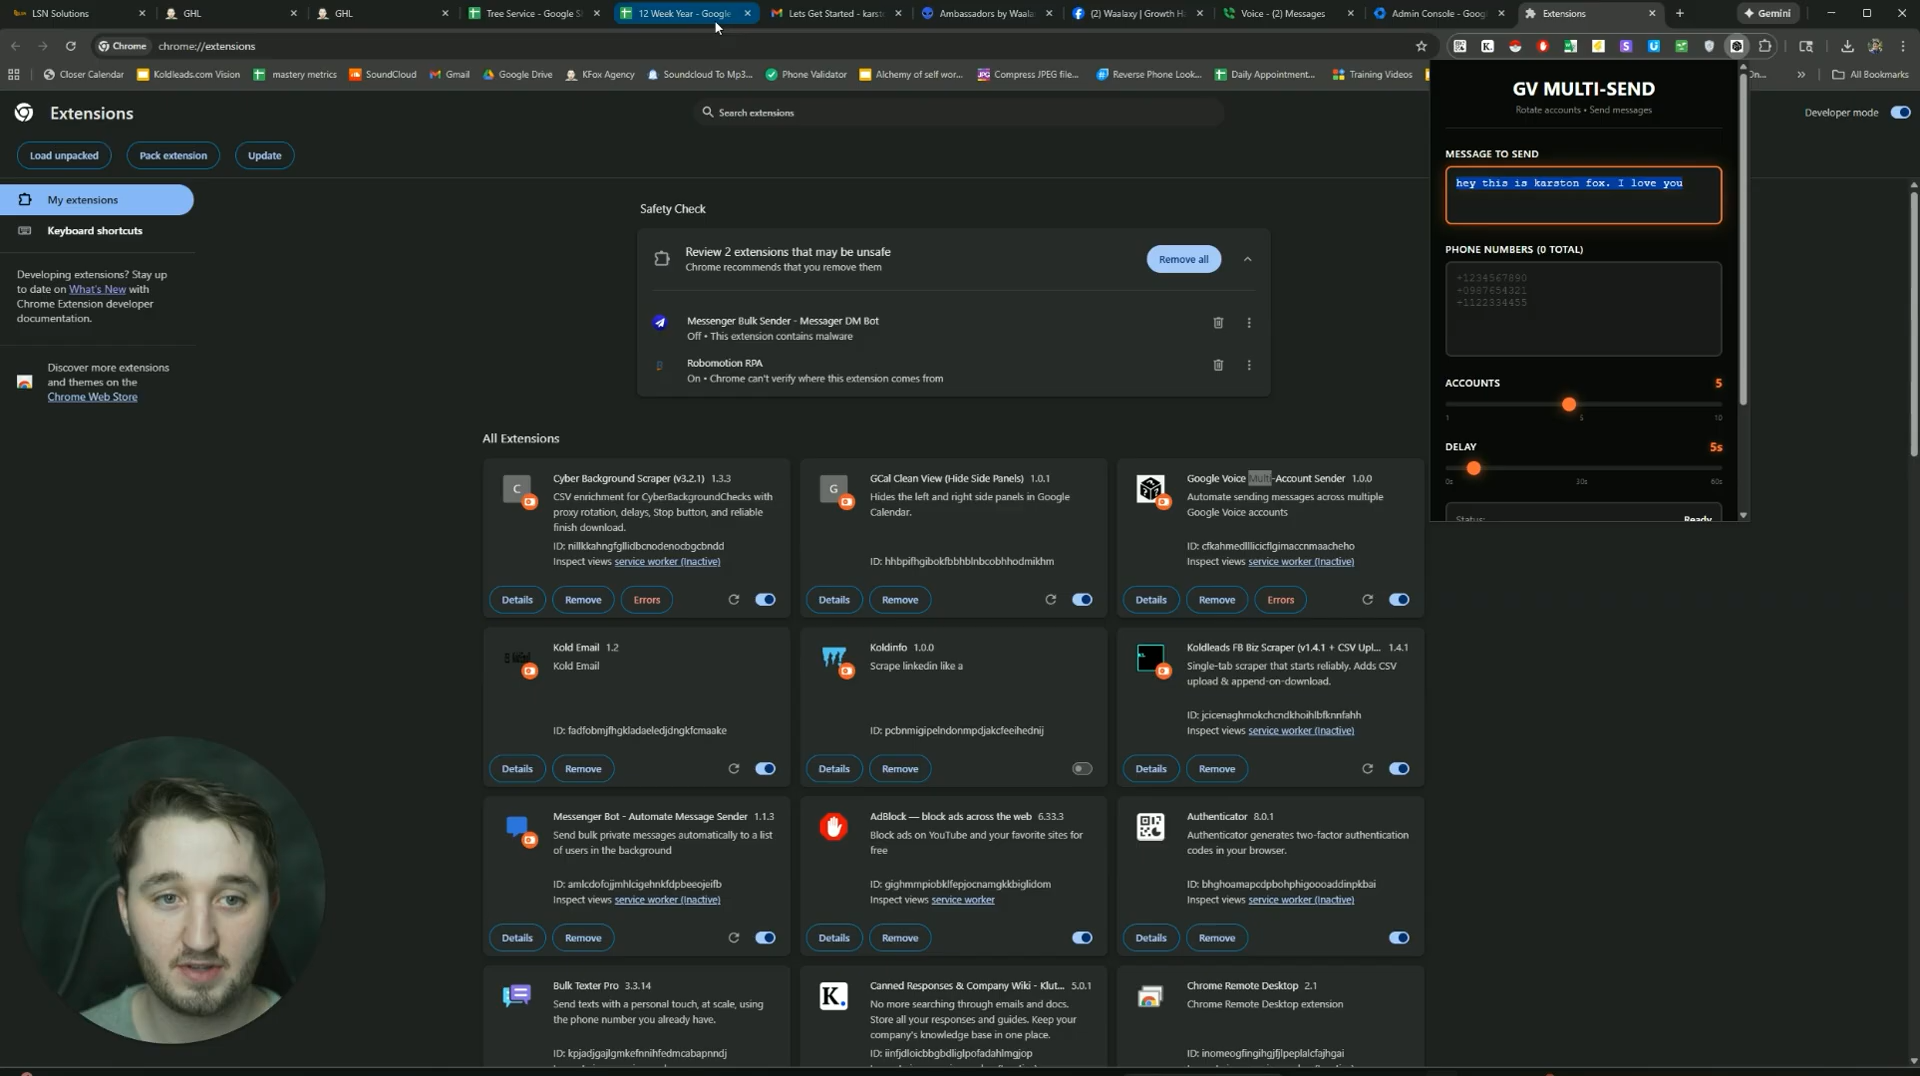 LSN Solutions
GHL
GHL
Tree Service - Google S
12 Week Year - Google
Lets Get Started - karst
Ambassadors by Waala
(2) Waalaxy | Growth H
Voice - (2) Messages
Admin Console - Goog
Extensions
Gemini
Chrome
chrome://extensions
Closer Calendar
Koldleads.com Vision
mastery metrics
SoundCloud
Gmail
Google Drive
KFox Agency
Soundcloud To Mp3...
Phone Validator
Alchemy of self wor...
Compress JPEG file...
Reverse Phone Look...
Daily Appointment...
Training Videos
All Bookmarks
Extensions
Search extensions
Developer mode
Load unpacked
Pack extension
Update
My extensions
Keyboard shortcuts
Developing extensions? Stay up
to date on What's New with
Chrome Extension developer
documentation.
Discover more extensions
and themes on the
Chrome Web Store
Safety Check
Review 2 extensions that may be unsafe
Chrome recommends that you remove them
Remove all
Messenger Bulk Sender - Messager DM Bot
Off • This extension contains malware
Robomotion RPA
On • Chrome can't verify where this extension comes from
All Extensions
Cyber Background Scraper (v3.2.1) 1.3.3
CSV enrichment for CyberBackgroundChecks with
proxy rotation, delays, Stop button, and reliable
finish download.
ID: nillkkahngfgllidbcnodenocbgcbndd
Inspect views service worker (Inactive)
Details
Remove
Errors
GCal Clean View (Hide Side Panels) 1.0.1
Hides the left and right side panels in Google
Calendar.
ID: hhbpifhgibokfbbhblnbcobhhodmikhm
Details
Remove
Google Voice Multi-Account Sender 1.0.0
Automate sending messages across multiple
Google Voice accounts
ID: cfkahmedlllicicflgimaccnmaacheho
Inspect views service worker (Inactive)
Details
Remove
Errors
Kold Email 1.2
Kold Email
ID: fadfobmjfhgkladaeledjdngkfcmaake
Details
Remove
Koldinfo 1.0.0
Scrape linkedin like a
ID: pcbnmigipelndonmpdjakcfeeihednij
Details
Remove
Koldleads FB Biz Scraper (v1.4.1 + CSV Upl... 1.4.1
Single-tab scraper that starts reliably. Adds CSV
upload & append-on-download.
ID: jcicenaghmokchcndkhoihlbfknnfahh
Inspect views service worker (Inactive)
Details
Remove
Messenger Bot - Automate Message Sender 1.1.3
Send bulk private messages automatically to a list
of users in the background
ID: amlcdofojjmhlcigehnkfdpbeeojeifb
Inspect views service worker (Inactive)
Details
Remove
AdBlock — block ads across the web 6.33.3
Block ads on YouTube and your favorite sites for
free
ID: gighmmpiobklfepjocnamgkkbiglidom
Inspect views service worker
Details
Remove
Authenticator 8.0.1
Authenticator generates two-factor authentication
codes in your browser.
ID: bhghoamapcdpbohphigoooaddinpkbai
Inspect views service worker (Inactive)
Details
Remove
Bulk Texter Pro 3.3.14
Send texts with a personal touch, at scale, using
the phone number you already have.
ID: kpjadjgajlgmkefnnihfedmcabapnndj
Canned Responses & Company Wiki - Klut... 5.0.1
No more searching through emails and docs.
Store all your responses and guides. Keep your
company's knowledge base in one place.
ID: iinfjdloicbbgbdliglpofadahlmgjop
Chrome Remote Desktop 2.1
Chrome Remote Desktop extension
ID: inomeogfingihgjfjlpeplalcfajhgai
GV MULTI-SEND
Rotate accounts • Send messages
MESSAGE TO SEND
hey this is karston fox. I love you
PHONE NUMBERS (0 TOTAL)
+1234567890
+0987654321
+1122334455
ACCOUNTS
5
1
5
10
DELAY
5s
0s
30s
60s
Status:
Ready